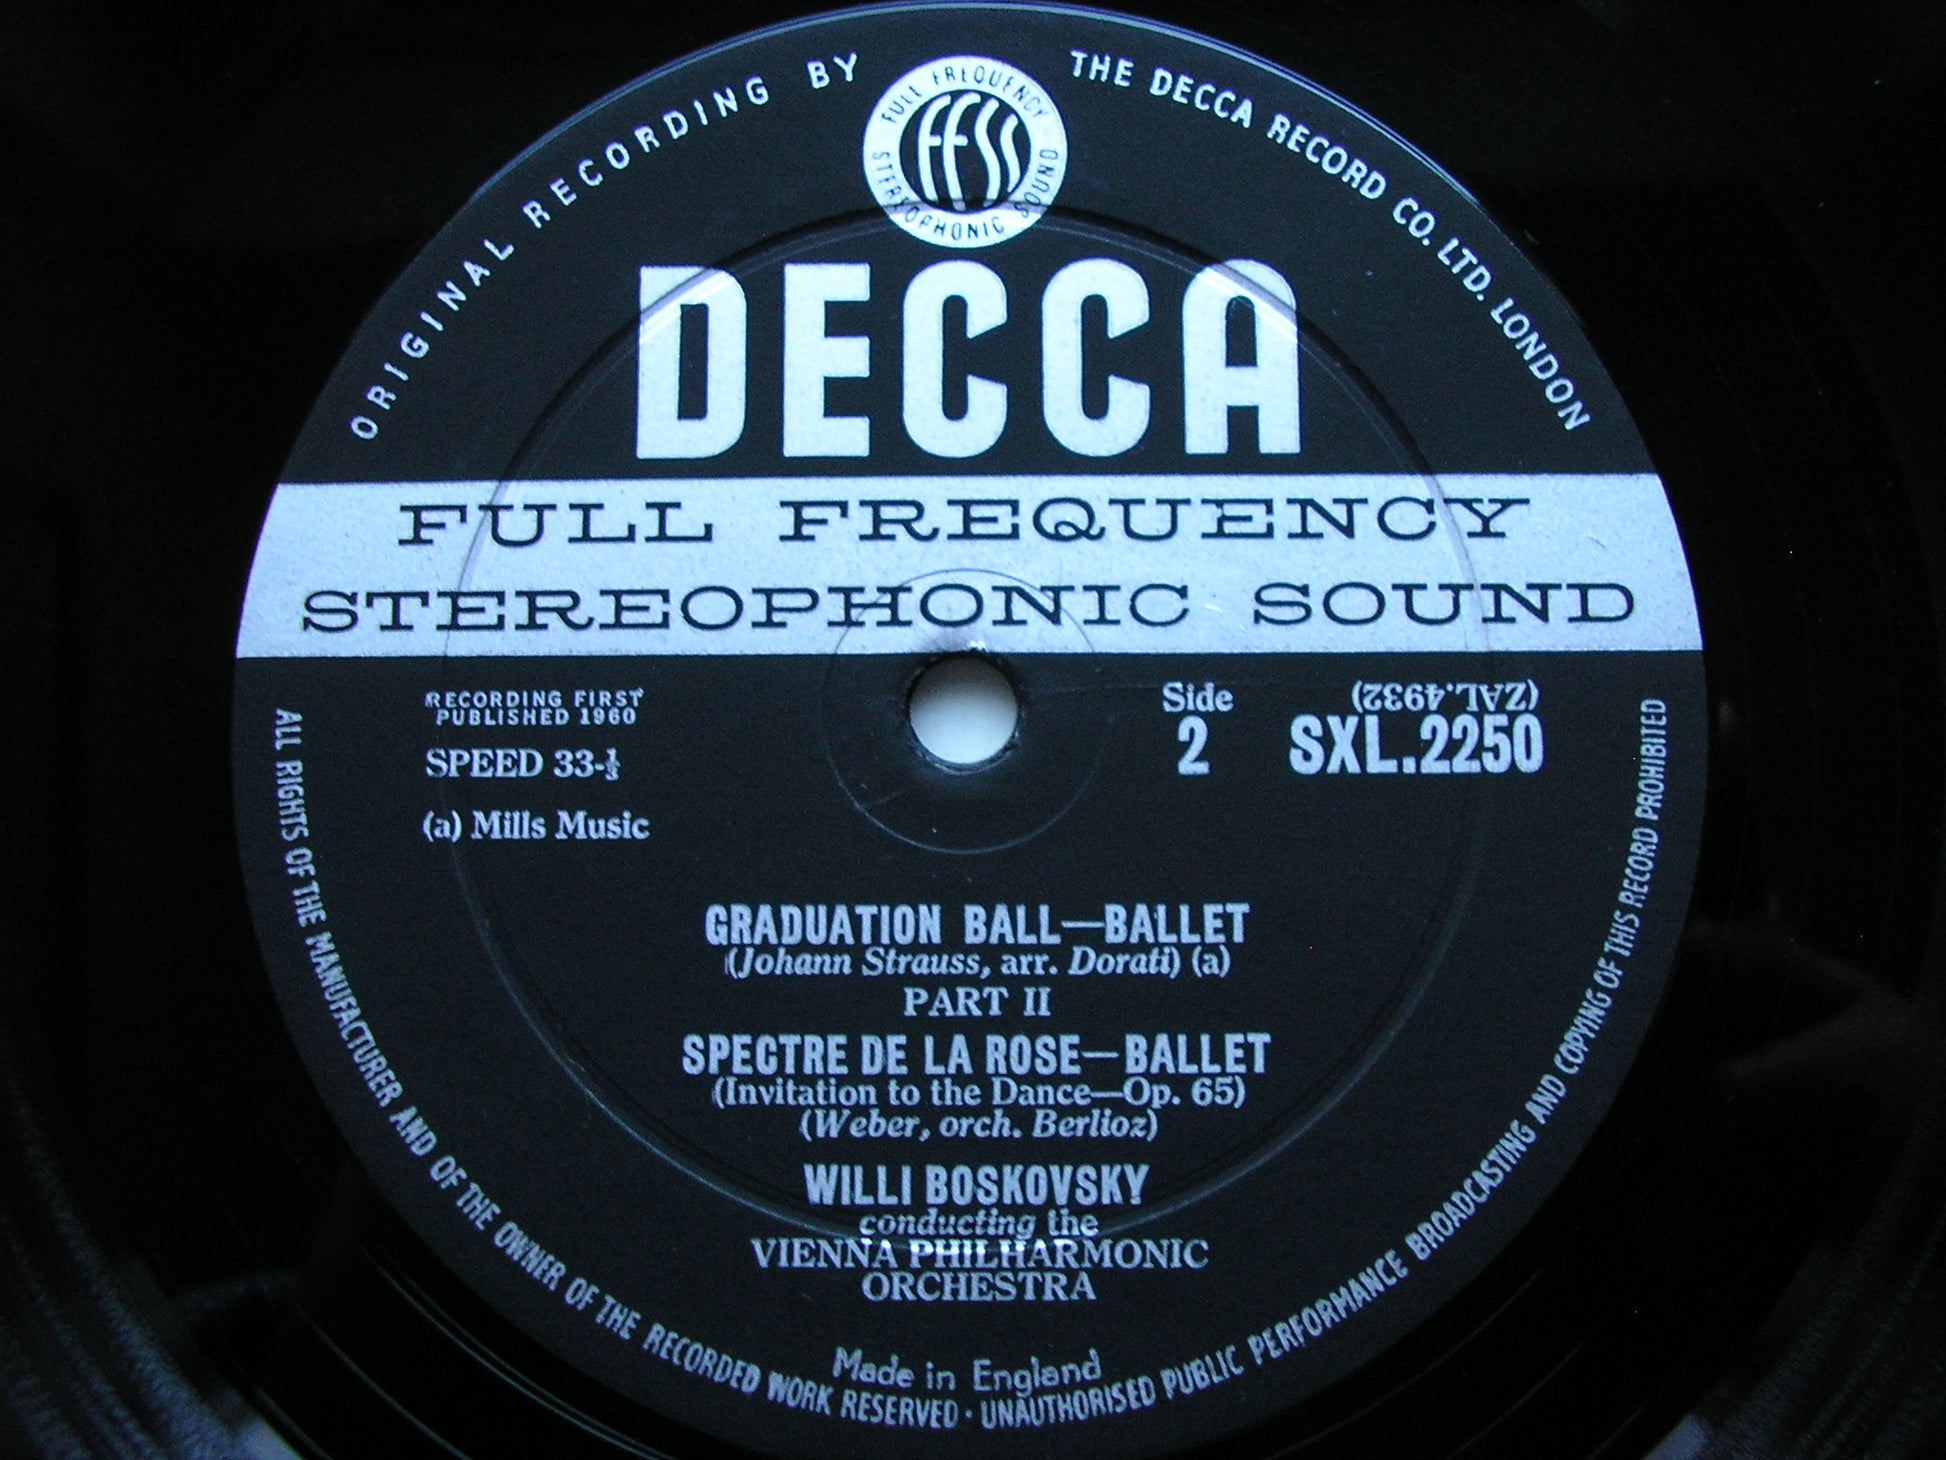 ORIGINAL RECORDING BY THE DECCA RECORD CO. LTD. LONDON
FULL FREQUENCY
FFSS
STEREOPHONIC SOUND
DECCA
FULL FREQUENCY
STEREOPHONIC SOUND
RECORDING FIRST
PUBLISHED 1960
SPEED 33-⅓
(a) Mills Music
Side
2
(ZAL.4932)
SXL.2250
GRADUATION BALL—BALLET
(Johann Strauss, arr. Dorati) (a)
PART II
SPECTRE DE LA ROSE—BALLET
(Invitation to the Dance—Op. 65)
(Weber, orch. Berlioz)
WILLI BOSKOVSKY
conducting the
VIENNA PHILHARMONIC
ORCHESTRA
Made in England
ALL RIGHTS OF THE MANUFACTURER AND OF THE OWNER OF THE RECORDED WORK RESERVED · UNAUTHORISED PUBLIC PERFORMANCE BROADCASTING AND COPYING OF THIS RECORD PROHIBITED